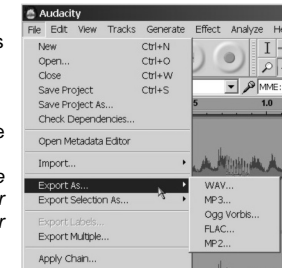 Audacity
File Edit View Tracks Generate Effect Analyze
New Ctrl+N
Open... Ctrl+O
Close Ctrl+W
Save Project Ctrl+S
Save Project As...
Check Dependencies...
Open Metadata Editor
Import...
Export As...
Export Selection As...
Export Labels...
Export Multiple...
Apply Chain...
MME:
1.0
WAV...
MP3...
Ogg Vorbis...
FLAC...
MP2...